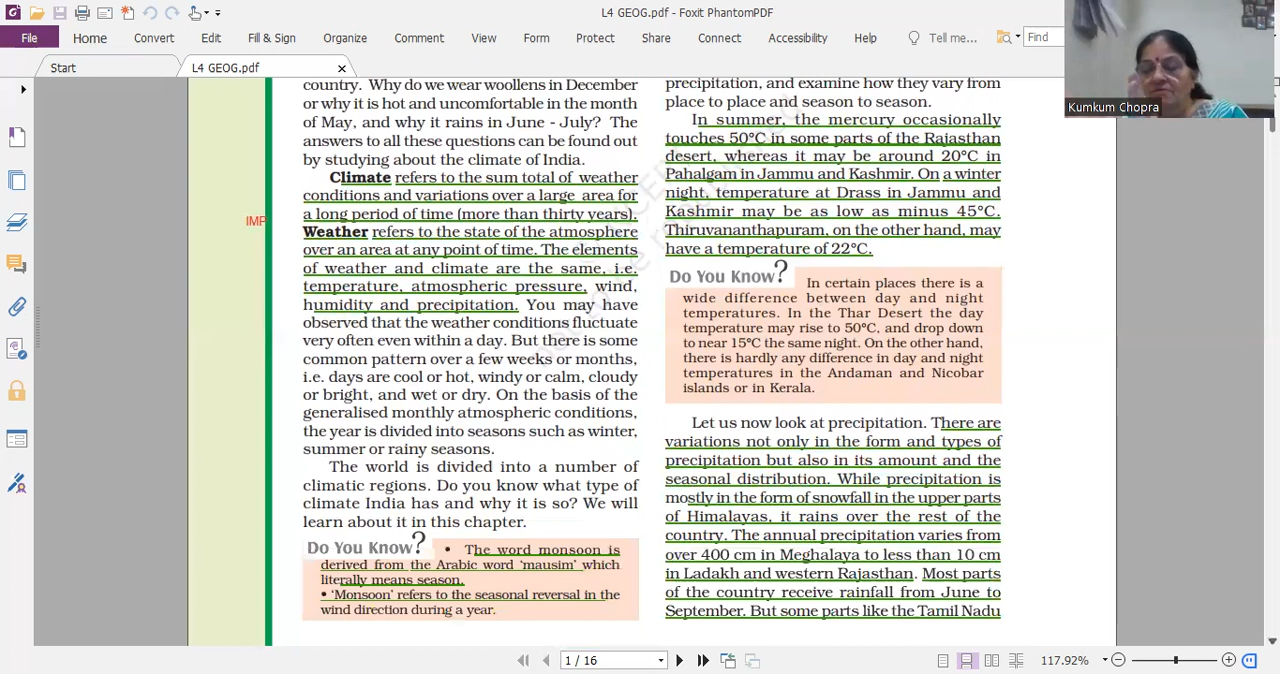 L4 GEOG.pdf - Foxit PhantomPDF
File Home Convert Edit Fill & Sign Organize Comment View Form Protect Share Connect Accessibility Help Tell me... Find
Start L4 GEOG.pdf
Kumkum Chopra
country. Why do we wear woollens in December
or why it is hot and uncomfortable in the month
of May, and why it rains in June - July? The
answers to all these questions can be found out
by studying about the climate of India.
Climate refers to the sum total of weather
conditions and variations over a large area for
IMP
a long period of time (more than thirty years).
Weather refers to the state of the atmosphere
over an area at any point of time. The elements
of weather and climate are the same, i.e.
temperature, atmospheric pressure, wind,
humidity and precipitation. You may have
observed that the weather conditions fluctuate
very often even within a day. But there is some
common pattern over a few weeks or months,
i.e. days are cool or hot, windy or calm, cloudy
or bright, and wet or dry. On the basis of the
generalised monthly atmospheric conditions,
the year is divided into seasons such as winter,
summer or rainy seasons.
The world is divided into a number of
climatic regions. Do you know what type of
climate India has and why it is so? We will
learn about it in this chapter.
Do You Know?
• The word monsoon is
derived from the Arabic word ‘mausim’ which
literally means season.
• ‘Monsoon’ refers to the seasonal reversal in the
wind direction during a year.
precipitation, and examine how they vary from
place to place and season to season.
In summer, the mercury occasionally
touches 50°C in some parts of the Rajasthan
desert, whereas it may be around 20°C in
Pahalgam in Jammu and Kashmir. On a winter
night, temperature at Drass in Jammu and
Kashmir may be as low as minus 45°C.
Thiruvananthapuram, on the other hand, may
have a temperature of 22°C.
Do You Know?
In certain places there is a
wide difference between day and night
temperatures. In the Thar Desert the day
temperature may rise to 50°C, and drop down
to near 15°C the same night. On the other hand,
there is hardly any difference in day and night
temperatures in the Andaman and Nicobar
islands or in Kerala.
Let us now look at precipitation. There are
variations not only in the form and types of
precipitation but also in its amount and the
seasonal distribution. While precipitation is
mostly in the form of snowfall in the upper parts
of Himalayas, it rains over the rest of the
country. The annual precipitation varies from
over 400 cm in Meghalaya to less than 10 cm
in Ladakh and western Rajasthan. Most parts
of the country receive rainfall from June to
September. But some parts like the Tamil Nadu
1 / 16
117.92%